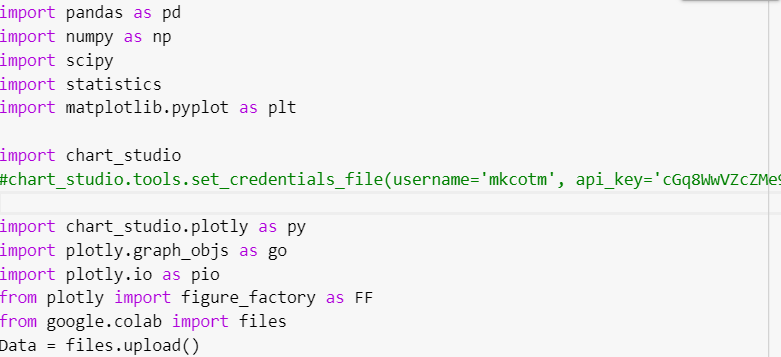 import pandas as pd
import numpy as np
import scipy
import statistics
import matplotlib.pyplot as plt
import chart_studio
#chart_studio.tools.set_credentials_file(username='mkcotm', api_key='cGq8WwVZcZMe9
import chart_studio.plotly as py
import plotly.graph_objs as go
import plotly.io as pio
from plotly import figure_factory as FF
from google.colab import files
Data = files.upload()